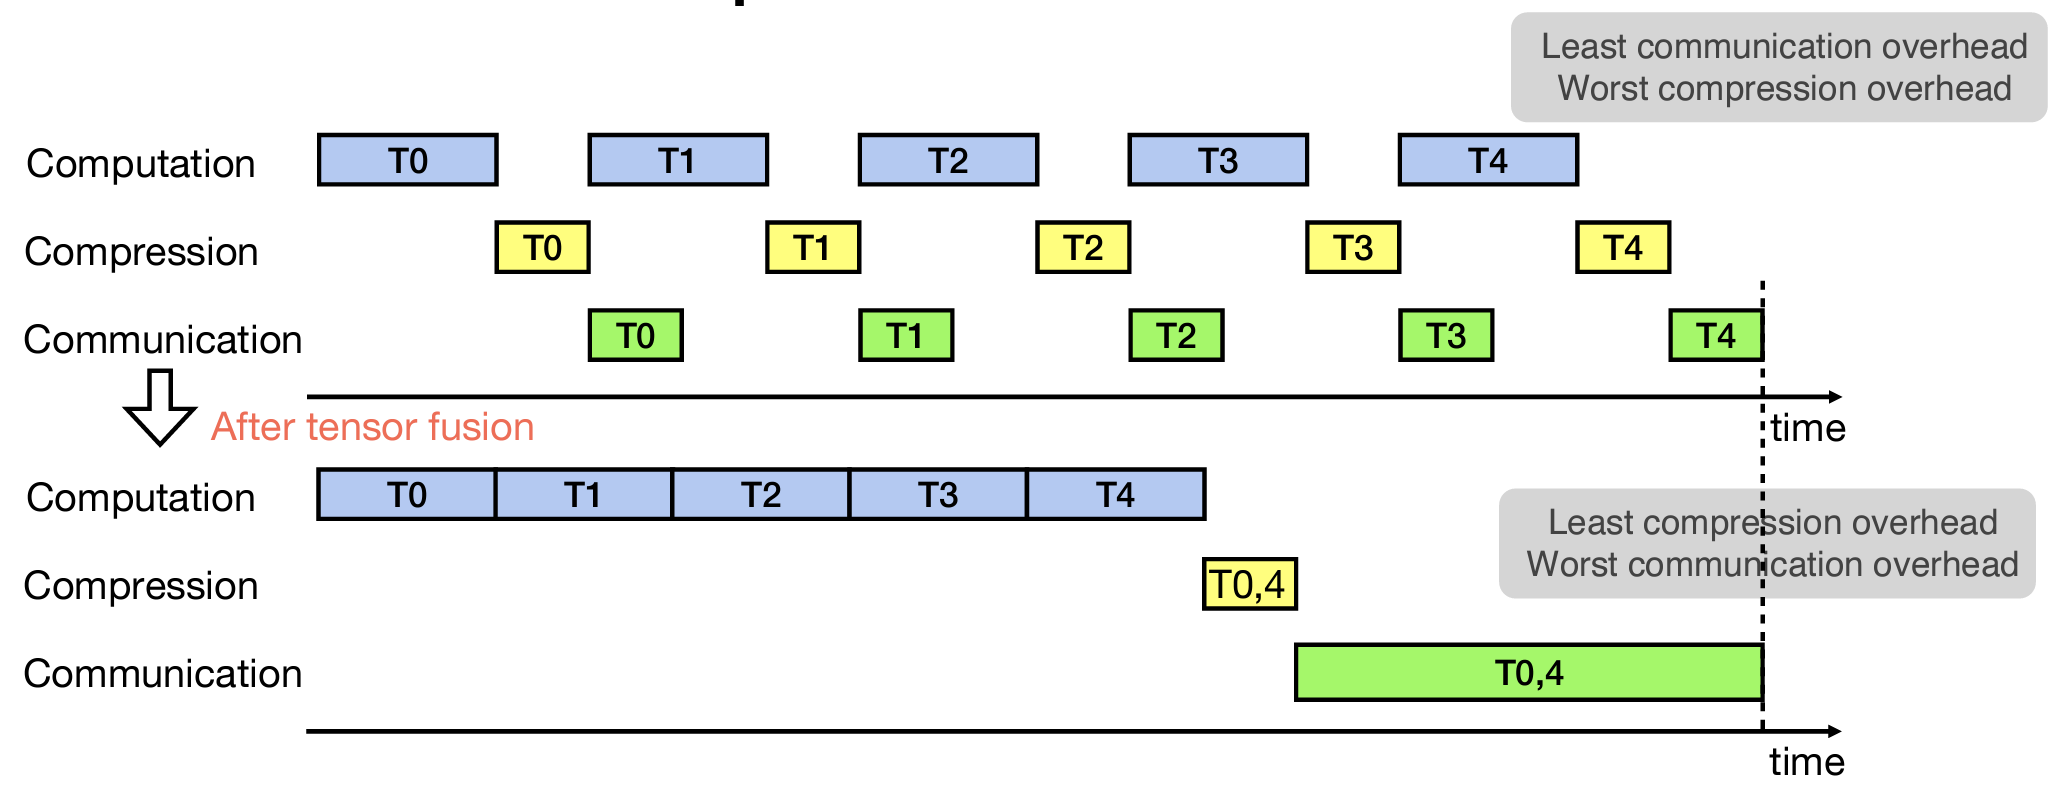 Least communication overhead
Worst compression overhead
Computation T0 T1 T2 T3 T4
Compression T0 T1 T2 T3 T4
Communication T0 T1 T2 T3 T4
After tensor fusion
time
Computation T0 T1 T2 T3 T4
Least compression overhead
Worst communication overhead
Compression T0,4
Communication T0,4
time